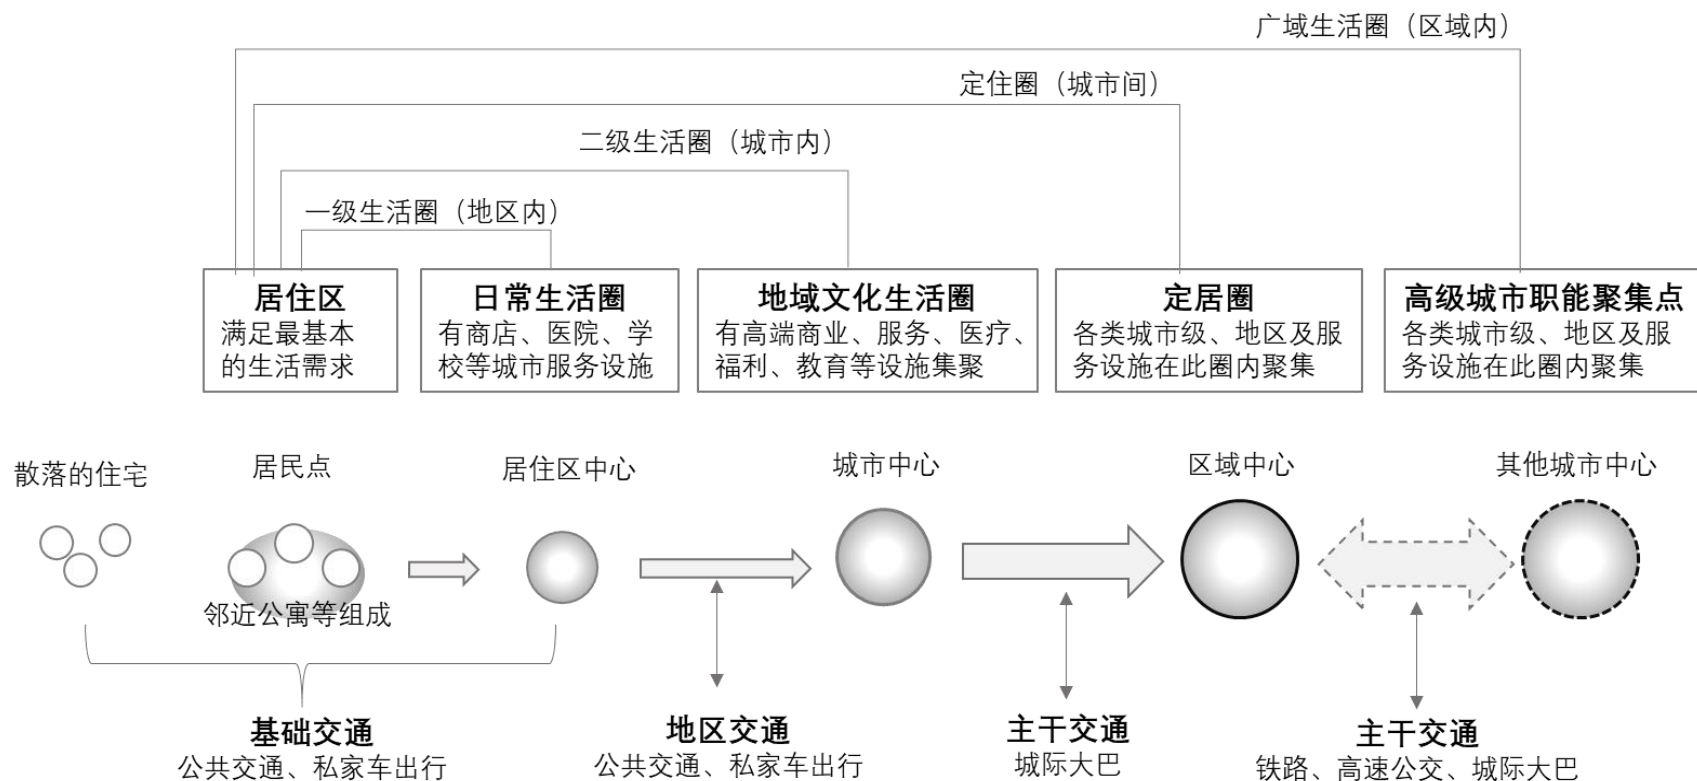 广域生活圈（区域内）
定住圈（城市间）
二级生活圈（城市内）
一级生活圈（地区内）
居住区
满足最基本
的生活需求
日常生活圈
有商店、医院、学
校等城市服务设施
地域文化生活圈
有高端商业、服务、医疗、
福利、教育等设施集聚
定居圈
各类城市级、地区及服
务设施在此圈内聚集
高级城市职能聚集点
各类城市级、地区及服
务设施在此圈内聚集
散落的住宅
居民点
居住区中心
城市中心
区域中心
其他城市中心
邻近公寓等组成
基础交通
公共交通、私家车出行
地区交通
公共交通、私家车出行
主干交通
城际大巴
主干交通
铁路、高速公交、城际大巴